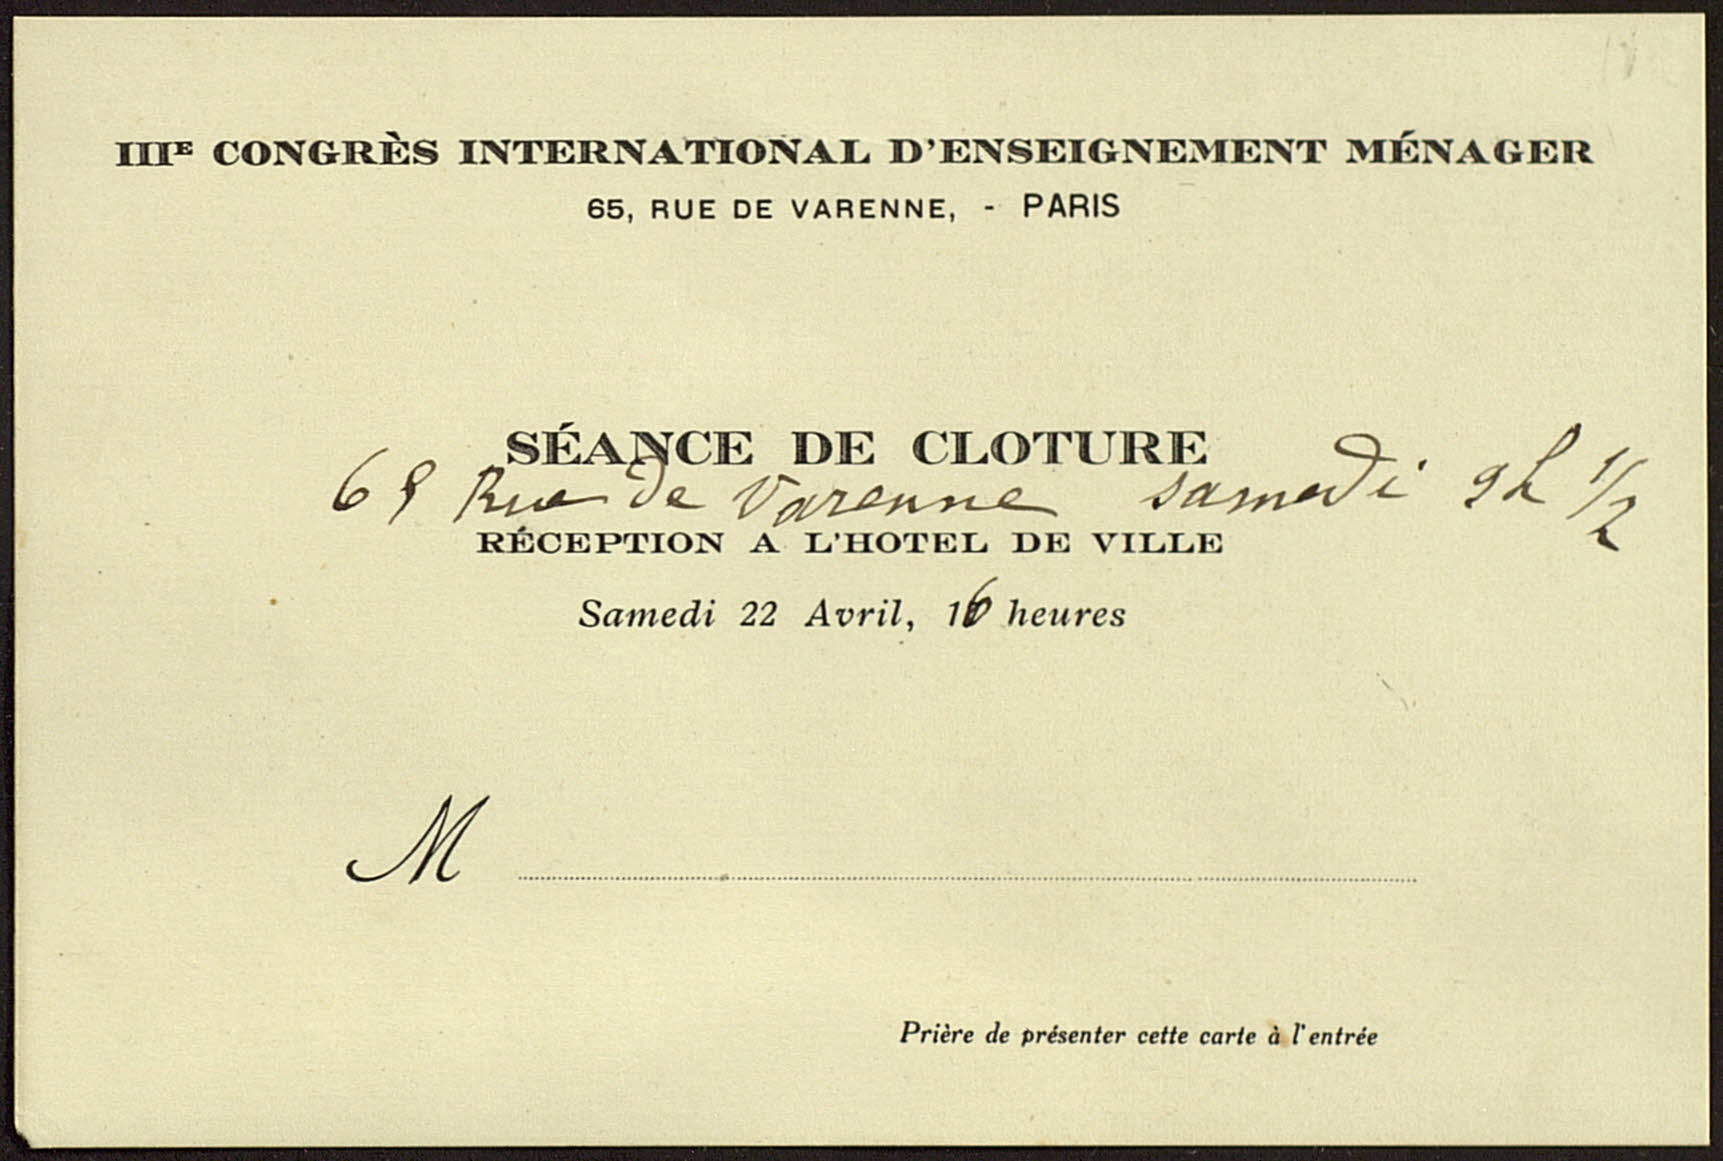 IIIE CONGRÈS INTERNATIONAL D'ENSEIGNEMENT MÉNAGER
65, RUE DE VARENNE, - PARIS
SÉANCE DE CLOTURE
65 Rue de Varenne samedi 9h 1/2
RÉCEPTION A L'HOTEL DE VILLE
Samedi 22 Avril, 16 heures
M
Prière de présenter cette carte à l'entrée